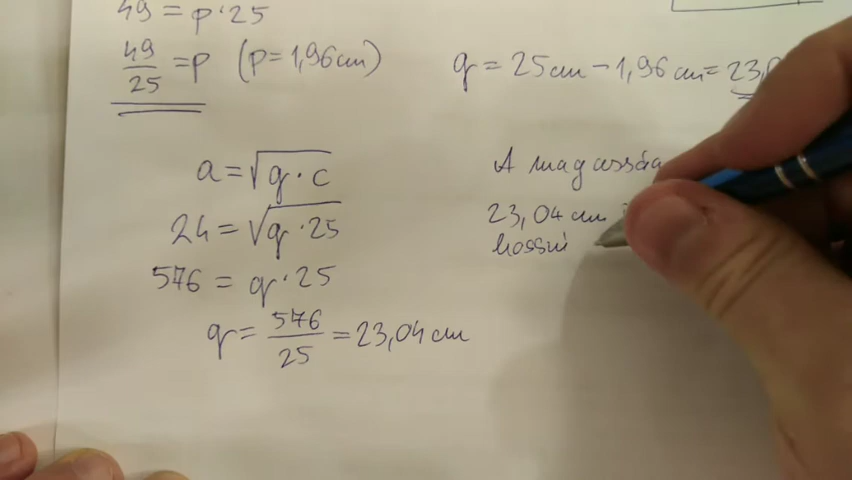 49 = p·25
49/25 = p (p = 1,96 cm)
q = 25 cm − 1,96 cm = 23,0
a = √(q·c)
24 = √(q·25)
576 = q·25
q = 576/25 = 23,04 cm
A magasság
23,04 cm
hosszú